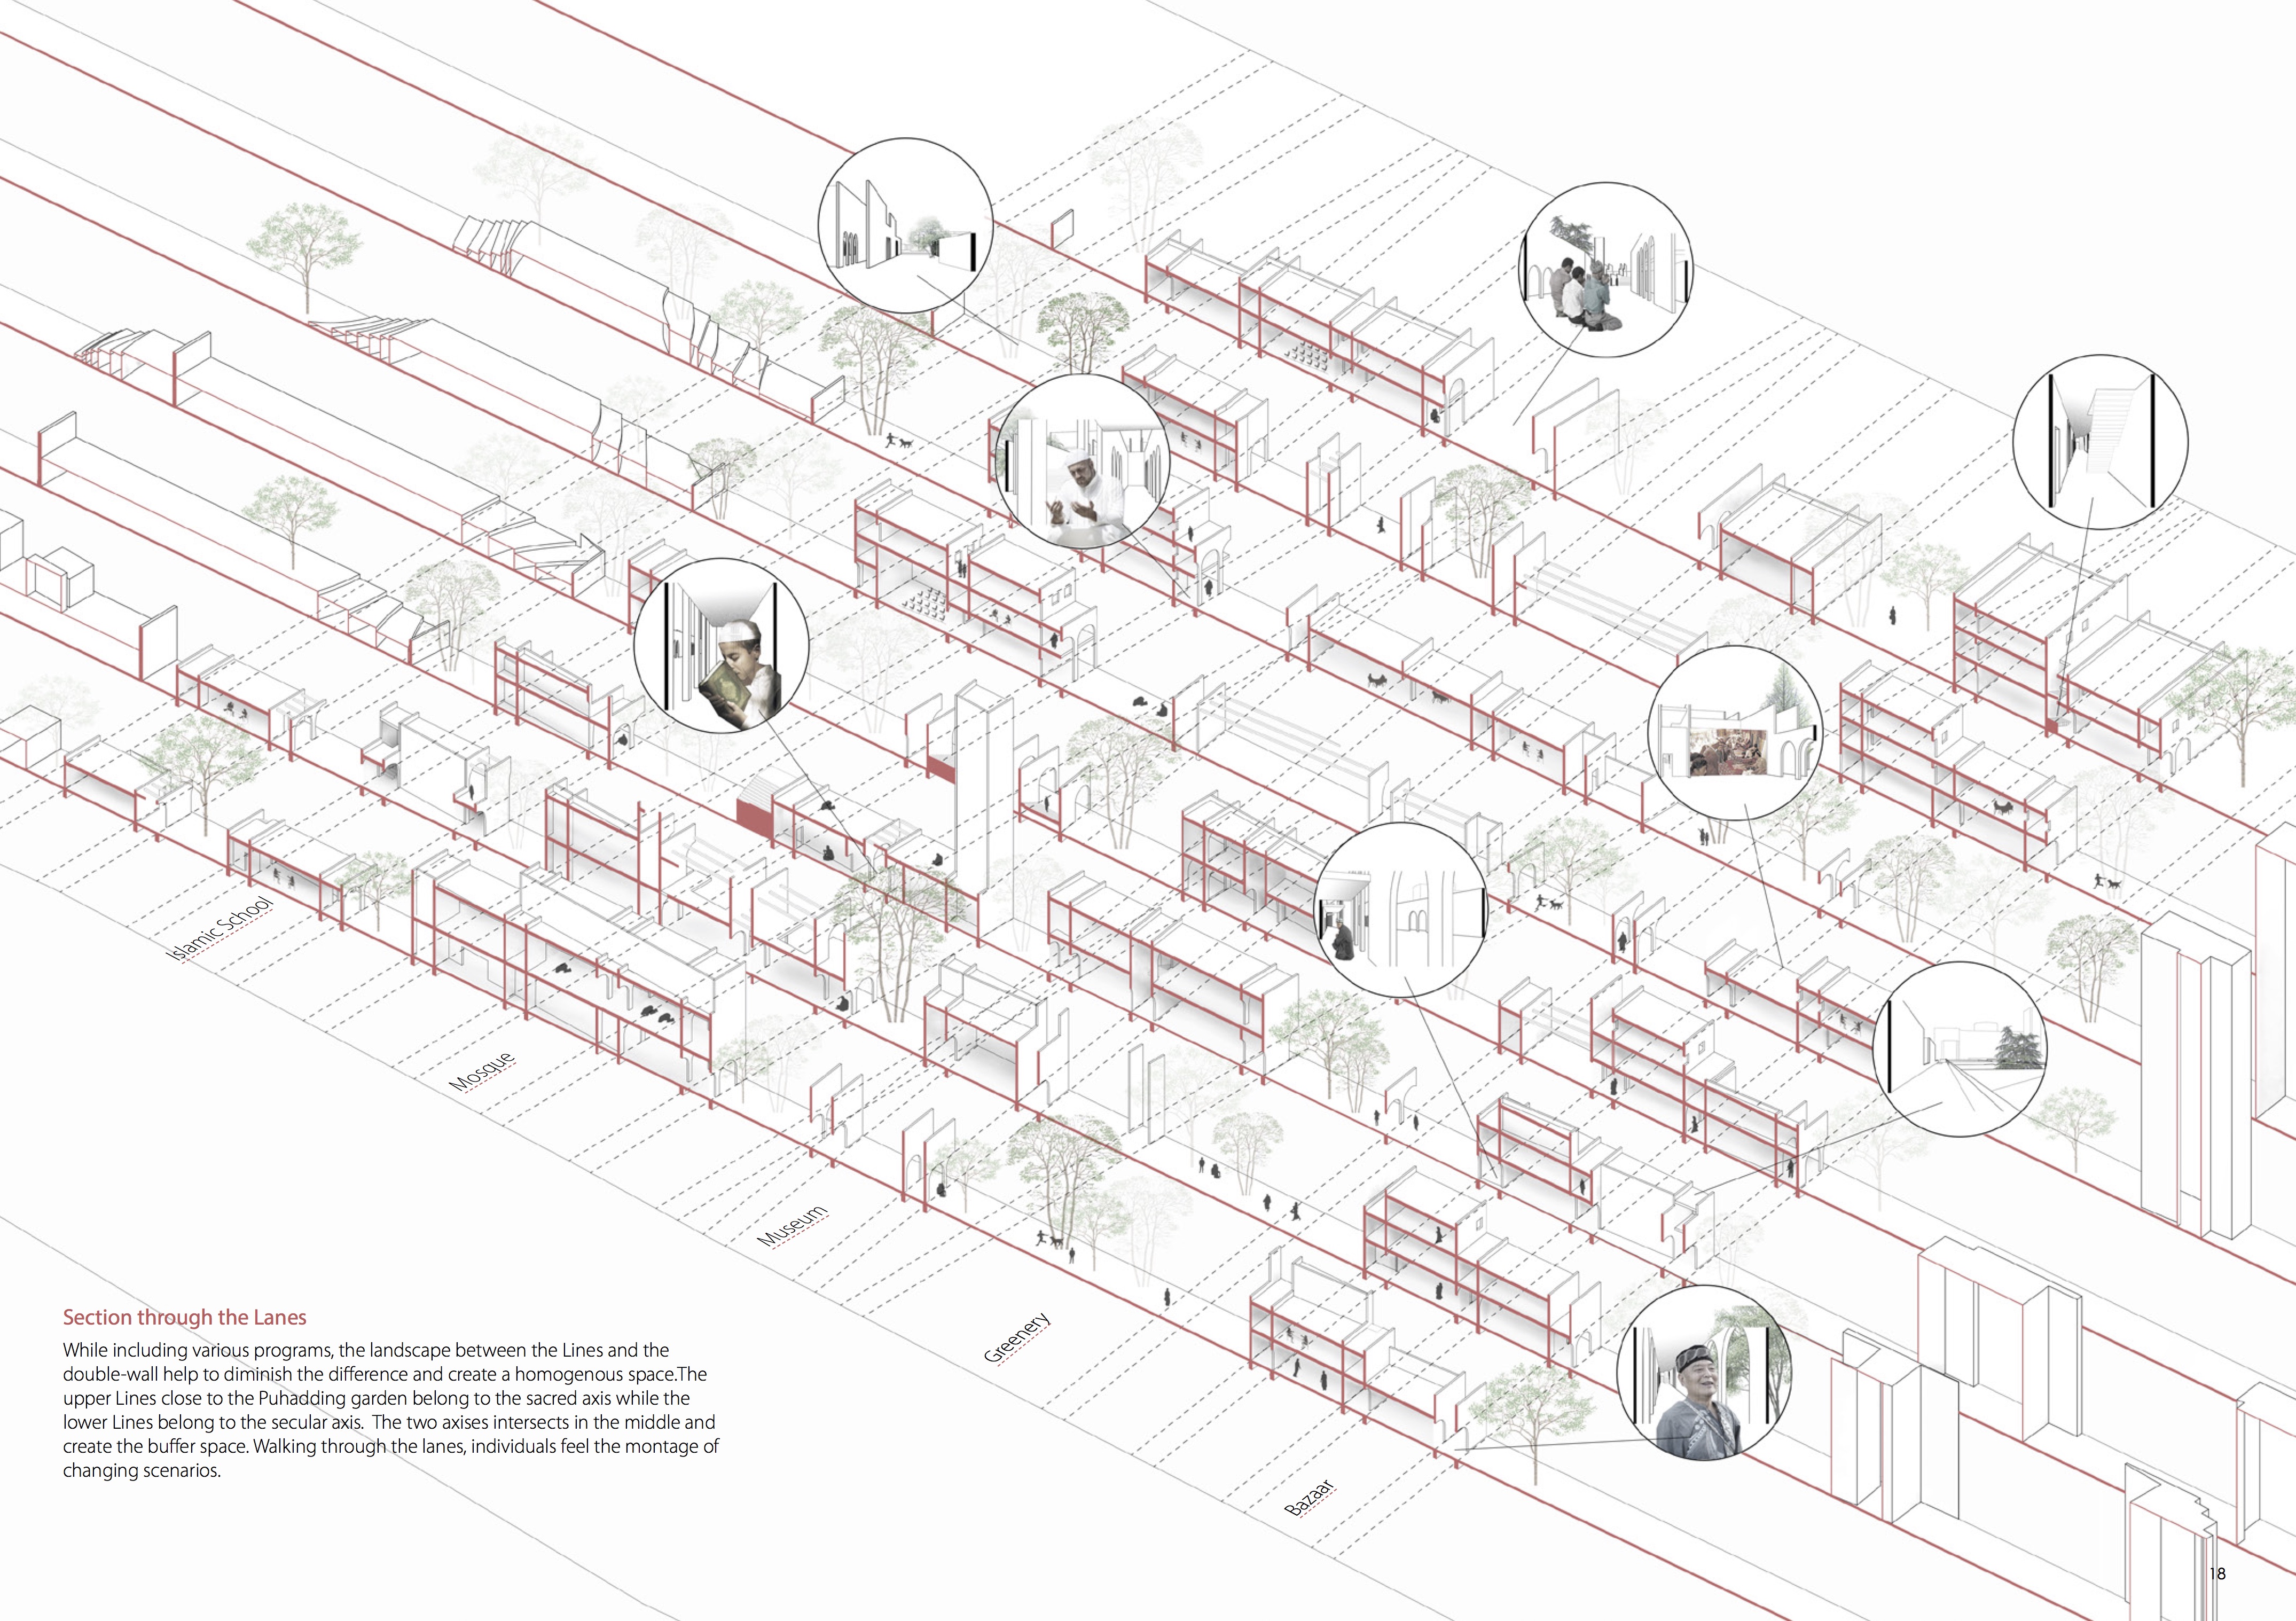 Islamic School
Mosque
Museum
Greenery
Bazaar
Section through the Lanes
While including various programs, the landscape between the Lines and the
double-wall help to diminish the difference and create a homogenous space.The
upper Lines close to the Puhadding garden belong to the sacred axis while the
lower Lines belong to the secular axis. The two axises intersects in the middle and
create the buffer space. Walking through the lanes, individuals feel the montage of
changing scenarios.
18